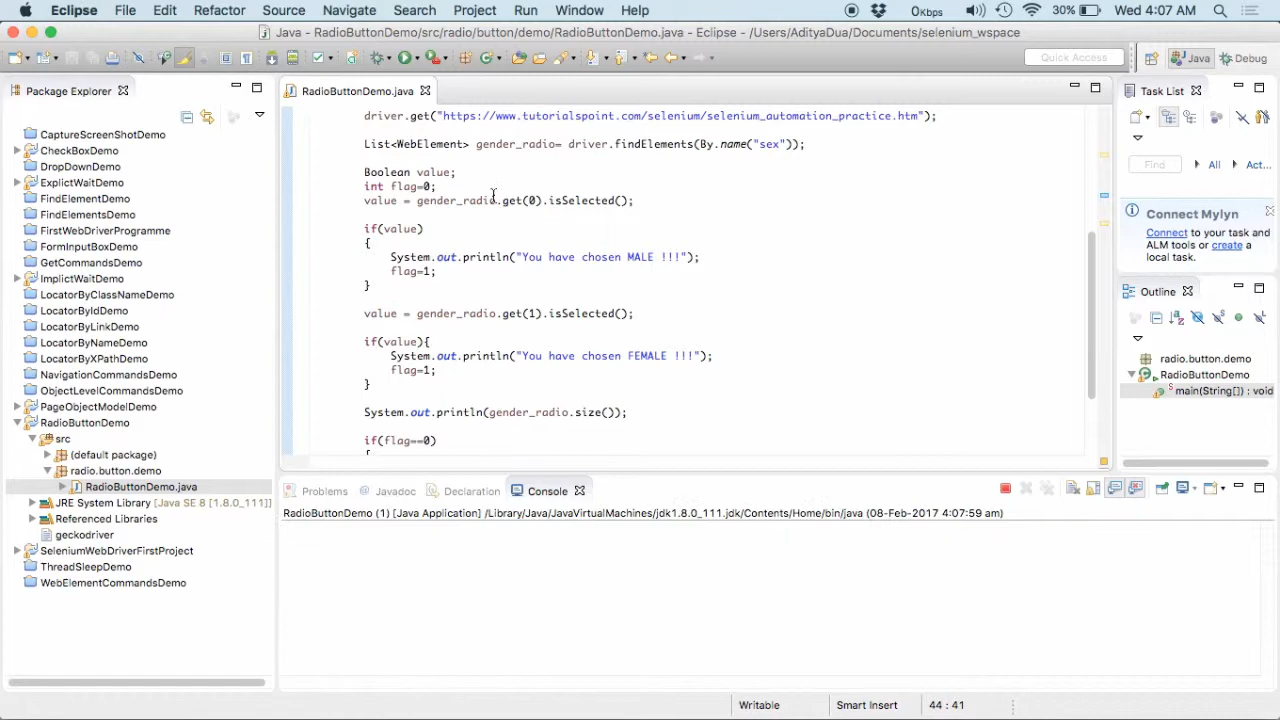 Eclipse File Edit Refactor Source Navigate Search Project Run Window Help 0Kbps 30% Wed 4:07 AM
Java - RadioButtonDemo/src/radio/button/demo/RadioButtonDemo.java - Eclipse - /Users/AdityaDua/Documents/selenium_wspace
Quick Access Java Debug
Package Explorer
CaptureScreenShotDemo
CheckBoxDemo
DropDownDemo
ExplictWaitDemo
FindElementDemo
FindElementsDemo
FirstWebDriverProgramme
FormInputBoxDemo
GetCommandsDemo
ImplictWaitDemo
LocatorByClassNameDemo
LocatorByIdDemo
LocatorByLinkDemo
LocatorByNameDemo
LocatorByXPathDemo
NavigationCommandsDemo
ObjectLevelCommandsDemo
PageObjectModelDemo
RadioButtonDemo
src
(default package)
radio.button.demo
RadioButtonDemo.java
JRE System Library [Java SE 8 [1.8.0_111]]
Referenced Libraries
geckodriver
SeleniumWebDriverFirstProject
ThreadSleepDemo
WebElementCommandsDemo
RadioButtonDemo.java
driver.get("https://www.tutorialspoint.com/selenium/selenium_automation_practice.htm");
List<WebElement> gender_radio= driver.findElements(By.name("sex"));
Boolean value;
int flag=0;
value = gender_radio.get(0).isSelected();
if(value)
{
System.out.println("You have chosen MALE !!!");
flag=1;
}
value = gender_radio.get(1).isSelected();
if(value){
System.out.println("You have chosen FEMALE !!!");
flag=1;
}
System.out.println(gender_radio.size());
if(flag==0)
{
Task List
Find All Act...
Connect Mylyn
Connect to your task and
ALM tools or create a
local task.
Outline
radio.button.demo
RadioButtonDemo
S main(String[]) : void
Problems Javadoc Declaration Console
RadioButtonDemo (1) [Java Application] /Library/Java/JavaVirtualMachines/jdk1.8.0_111.jdk/Contents/Home/bin/java (08-Feb-2017 4:07:59 am)
Writable Smart Insert 44 : 41